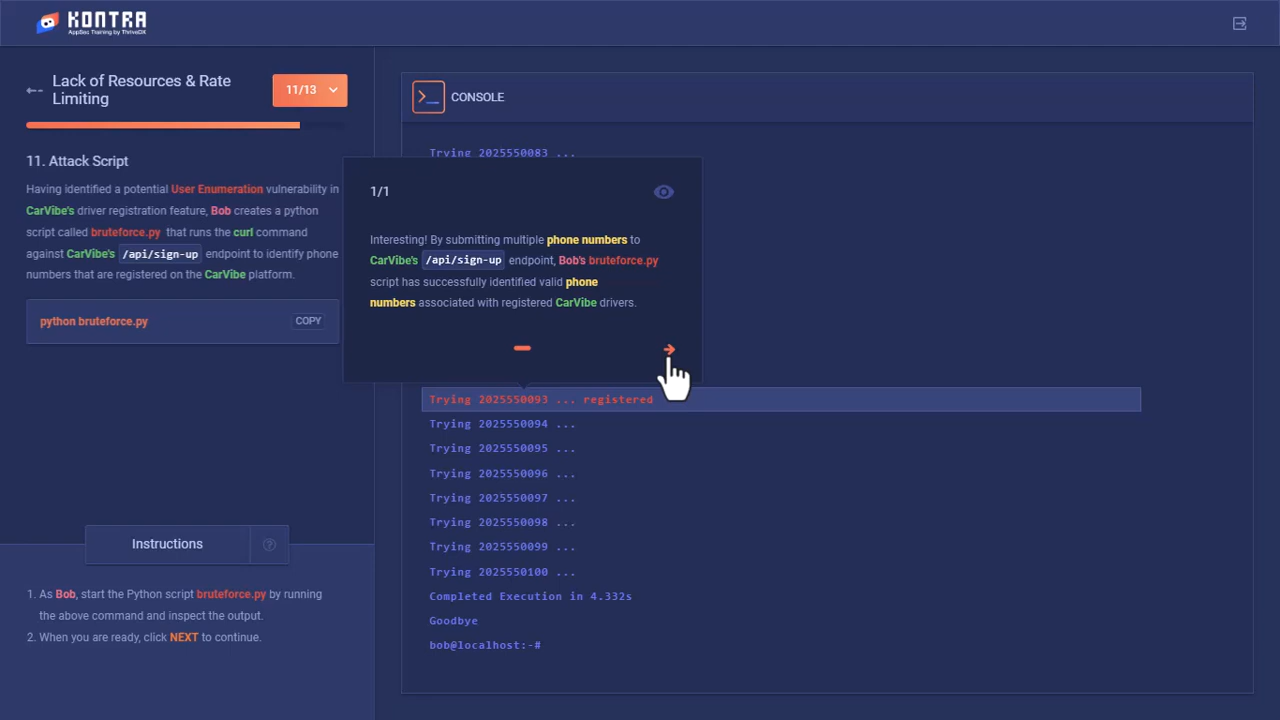 KONTRA
AppSec Training by ThriveDX
Lack of Resources & Rate
Limiting
11/13
11. Attack Script
Having identified a potential User Enumeration vulnerability in
CarVibe's driver registration feature, Bob creates a python
script called bruteforce.py that runs the curl command
against CarVibe's /api/sign-up endpoint to identify phone
numbers that are registered on the CarVibe platform.
python bruteforce.py
COPY
Instructions
?
1. As Bob, start the Python script bruteforce.py by running
the above command and inspect the output.
2. When you are ready, click NEXT to continue.
>_ CONSOLE
Trying 2025550083 ...
1/1
Interesting! By submitting multiple phone numbers to
CarVibe's /api/sign-up endpoint, Bob's bruteforce.py
script has successfully identified valid phone
numbers associated with registered CarVibe drivers.
Trying 2025550093 ... registered
Trying 2025550094 ...
Trying 2025550095 ...
Trying 2025550096 ...
Trying 2025550097 ...
Trying 2025550098 ...
Trying 2025550099 ...
Trying 2025550100 ...
Completed Execution in 4.332s
Goodbye
bob@localhost:~#